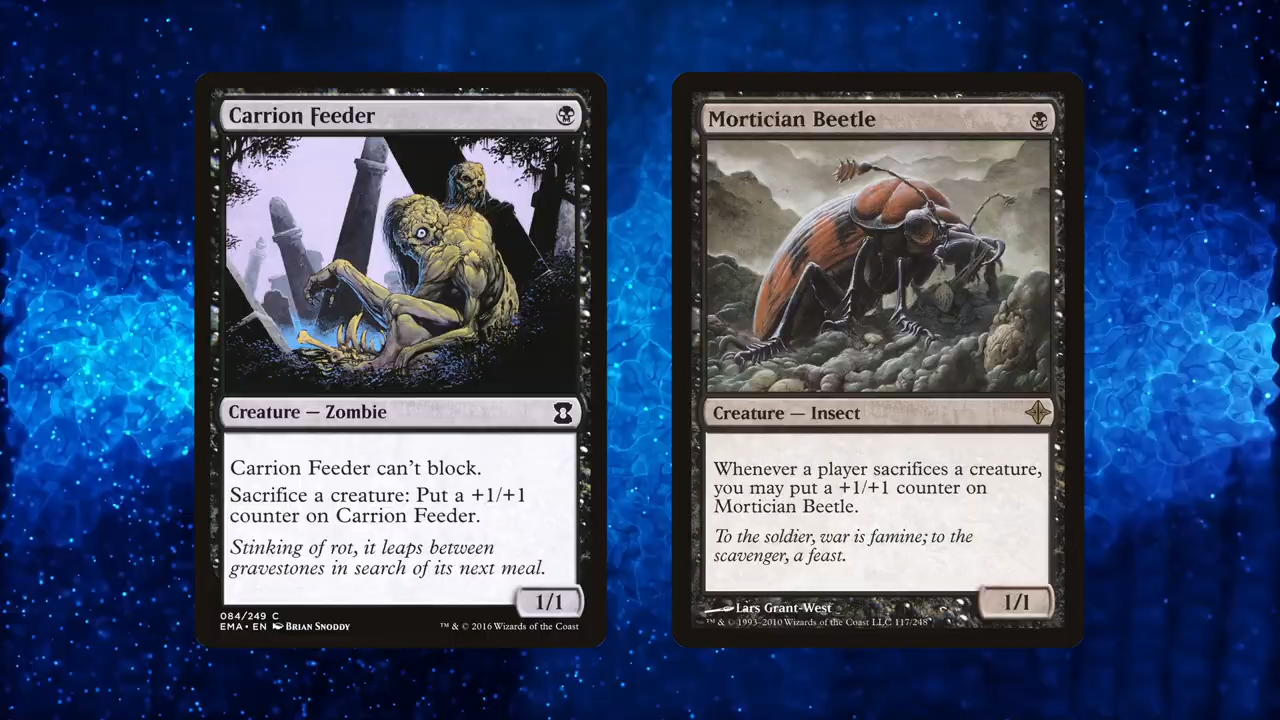 Carrion Feeder
Creature — Zombie
Carrion Feeder can't block.
Sacrifice a creature: Put a +1/+1
counter on Carrion Feeder.
Stinking of rot, it leaps between
gravestones in search of its next meal.
1/1
084/249 C
EMA • EN Brian Snoddy
™ & © 2016 Wizards of the Coast
Mortician Beetle
Creature — Insect
Whenever a player sacrifices a creature,
you may put a +1/+1 counter on
Mortician Beetle.
To the soldier, war is famine; to the
scavenger, a feast.
1/1
Lars Grant-West
™ & © 1993–2010 Wizards of the Coast LLC 117/248